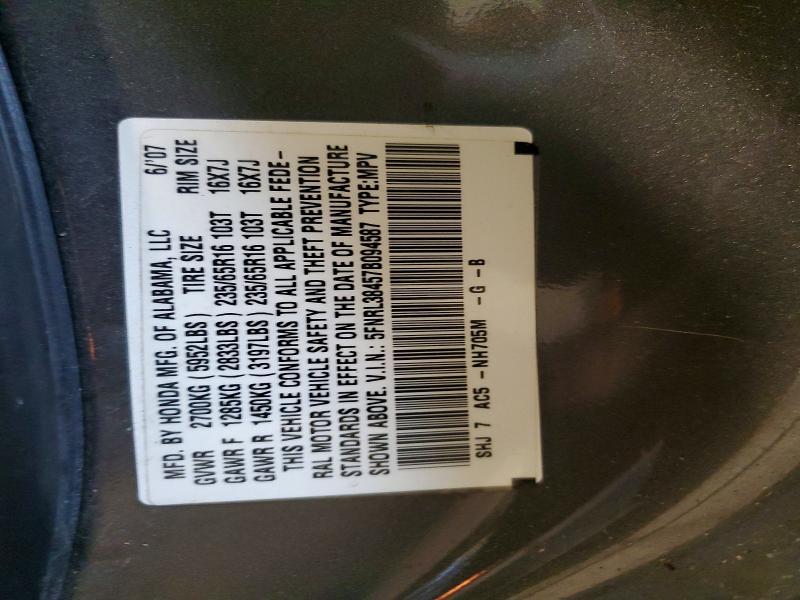 MFD. BY HONDA MFG. OF ALABAMA, LLC 6/'07
GVWR 2700KG (5952LBS) TIRE SIZE RIM SIZE
GAWR F 1285KG (2833LBS) 235/65R16 103T 16X7J
GAWR R 1450KG (3197LBS) 235/65R16 103T 16X7J
THIS VEHICLE CONFORMS TO ALL APPLICABLE FEDE-
RAL MOTOR VEHICLE SAFETY AND THEFT PREVENTION
STANDARDS IN EFFECT ON THE DATE OF MANUFACTURE
SHOWN ABOVE. V.I.N.: 5FNRL38457B094587 TYPE:MPV
SHJ 7 AC5 -NH705M -G -B